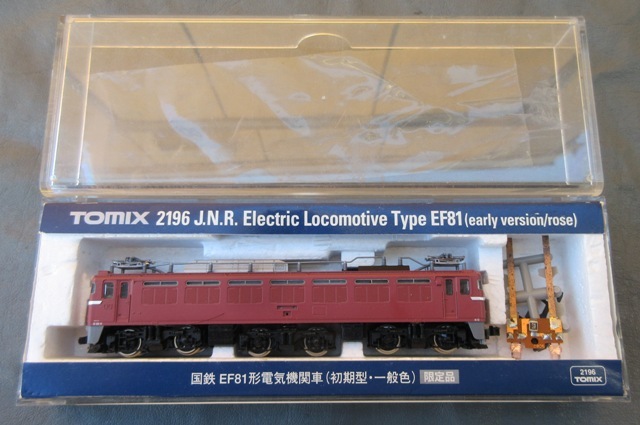 TOMIX 2196 J.N.R. Electric Locomotive Type EF81 (early version/rose)
国鉄 EF81形電気機関車(初期型・一般色) 限定品
2196
TOMIX